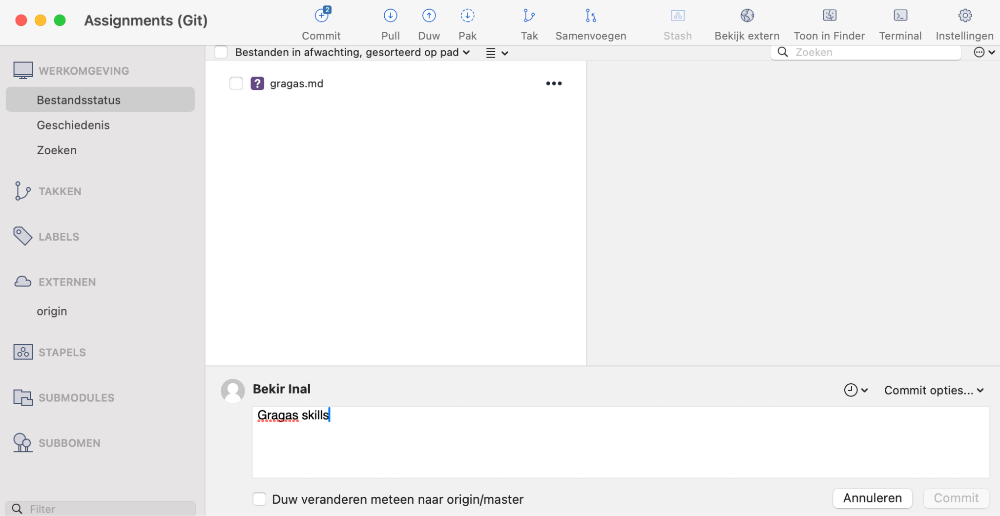 Assignments (Git)
2
Commit
Pull
Duw
Pak
Tak
Samenvoegen
Stash
Bekijk extern
Toon in Finder
Terminal
Instellingen
WERKOMGEVING
Bestandsstatus
Geschiedenis
Zoeken
TAKKEN
LABELS
EXTERNEN
origin
STAPELS
SUBMODULES
SUBBOMEN
Filter
Bestanden in afwachting, gesorteerd op pad
Zoeken
? gragas.md
Bekir Inal
Commit opties...
Gragas skills
Duw veranderen meteen naar origin/master
Annuleren
Commit